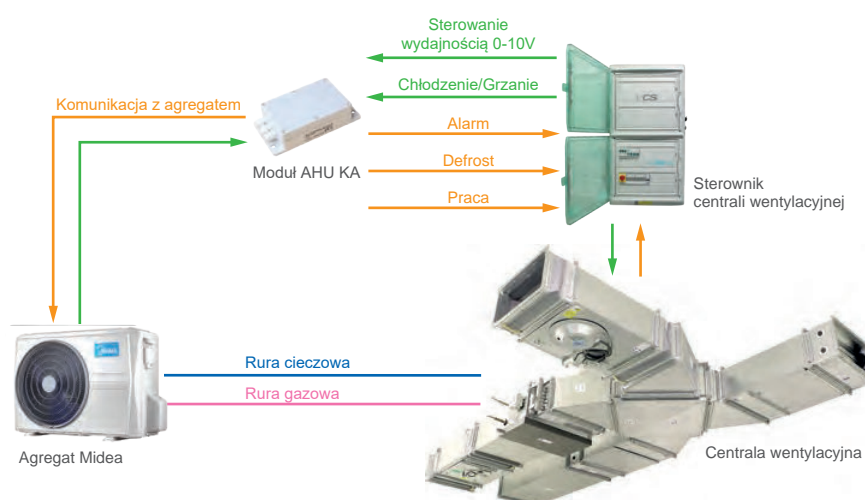 Sterowanie
wydajnością 0-10V
Chłodzenie/Grzanie
Komunikacja z agregatem
Alarm
Moduł AHU KA
Defrost
Praca
Sterownik
centrali wentylacyjnej
Rura cieczowa
Rura gazowa
Agregat Midea
Centrala wentylacyjna